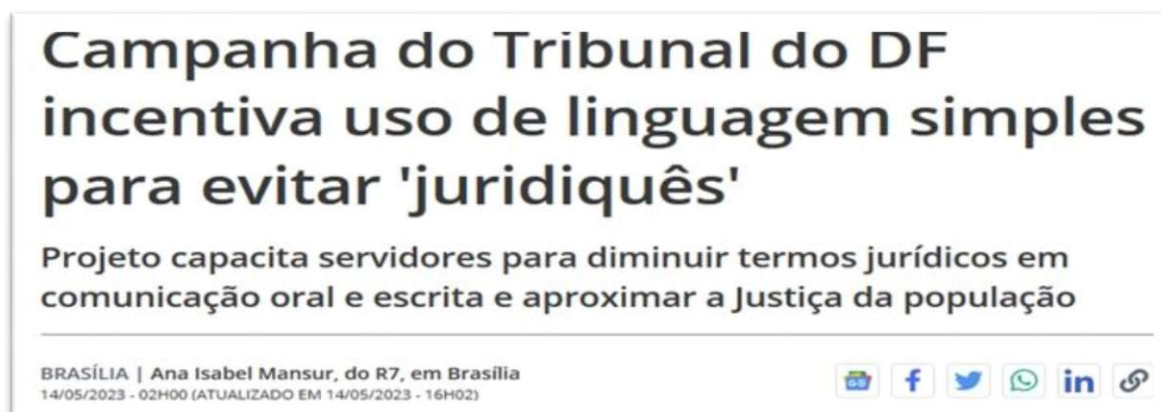 Campanha do Tribunal do DF
incentiva uso de linguagem simples
para evitar 'juridiquês'
Projeto capacita servidores para diminuir termos jurídicos em
comunicação oral e escrita e aproximar a Justiça da população
BRASÍLIA | Ana Isabel Mansur, do R7, em Brasília
14/05/2023 - 02H00 (ATUALIZADO EM 14/05/2023 - 16H02)